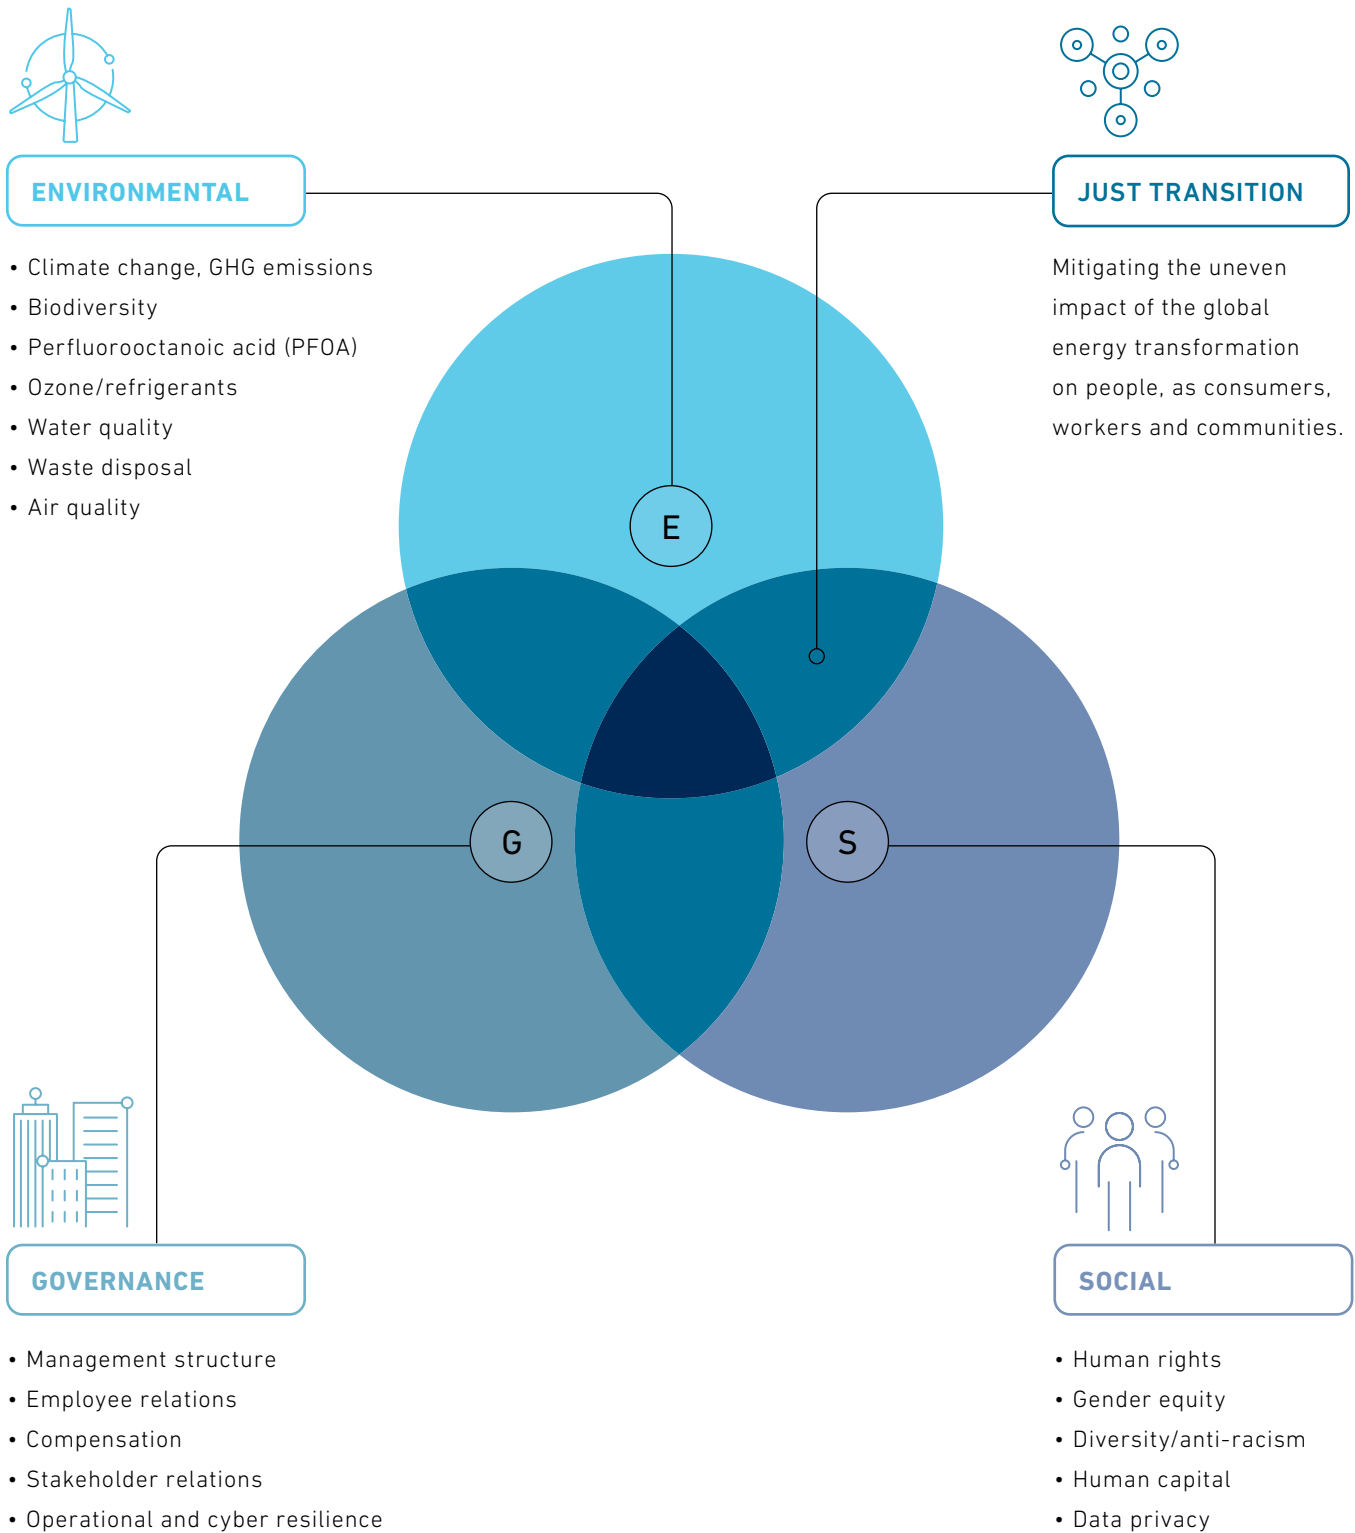 ENVIRONMENTAL
• Climate change, GHG emissions
• Biodiversity
• Perfluorooctanoic acid (PFOA)
• Ozone/refrigerants
• Water quality
• Waste disposal
• Air quality
JUST TRANSITION
Mitigating the uneven
impact of the global
energy transformation
on people, as consumers,
workers and communities.
E
G
S
GOVERNANCE
• Management structure
• Employee relations
• Compensation
• Stakeholder relations
• Operational and cyber resilience
SOCIAL
• Human rights
• Gender equity
• Diversity/anti-racism
• Human capital
• Data privacy